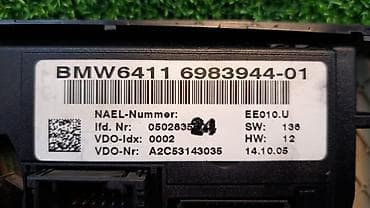 BMW6411 6983944-01
NAEL-Nummer: EE010.U
lfd. Nr: SW: 136
VDO-Idx: 0002 HW: 12
VDO-Nr: A2C53143035 14.10.05